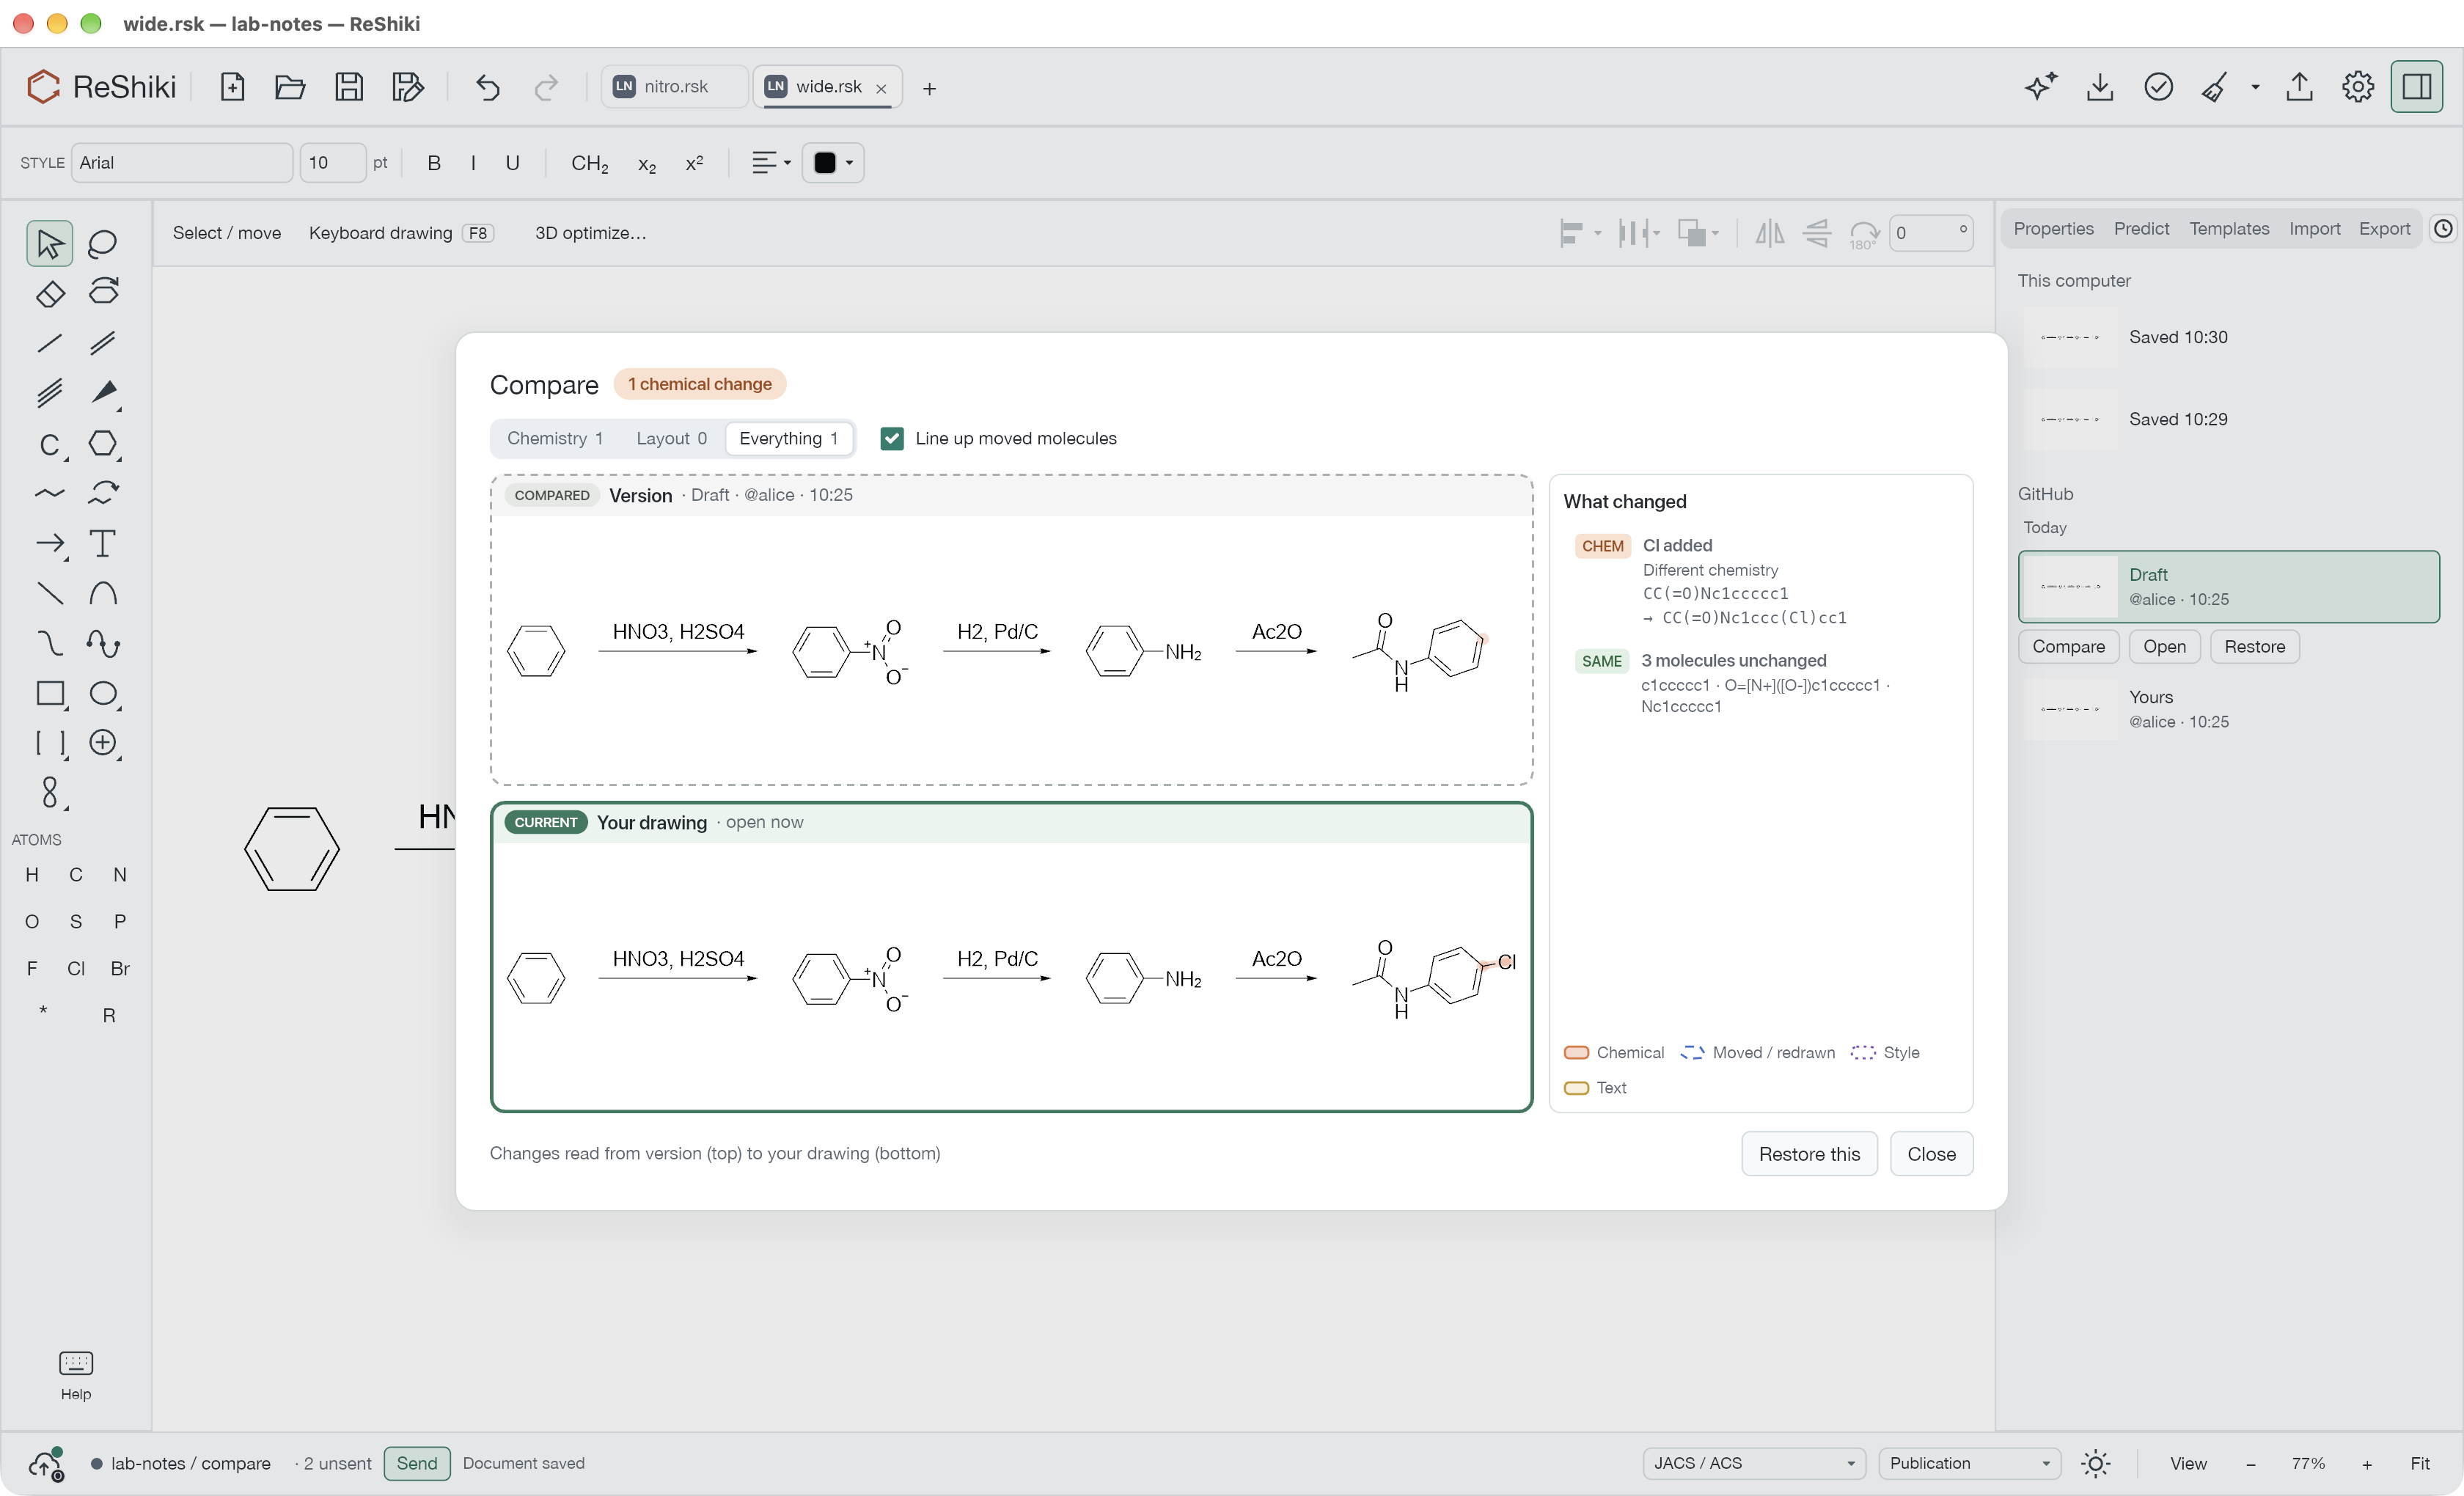 wide.rsk — lab-notes — ReShiki
ReShiki
LN nitro.rsk
LN wide.rsk ×
+
STYLE Arial 10 pt B I U CH₂ x₂ x²
Select / move Keyboard drawing F8 3D optimize...
180° 0 °
Properties Predict Templates Import Export
C
T
[ ]
ATOMS
H C N
O S P
F Cl Br
* R
Help
HN
Compare 1 chemical change
Chemistry 1 Layout 0 Everything 1 Line up moved molecules
COMPARED Version · Draft · @alice · 10:25
HNO3, H2SO4 H2, Pd/C Ac2O
O
+ N
O −
NH₂
O
N
H
CURRENT Your drawing · open now
HNO3, H2SO4 H2, Pd/C Ac2O
O
+ N
O −
NH₂
O
N
H
Cl
What changed
CHEM Cl added
Different chemistry
CC(=O)Nc1ccccc1
→ CC(=O)Nc1ccc(Cl)cc1
SAME 3 molecules unchanged
c1ccccc1 · O=[N+]([O-])c1ccccc1 ·
Nc1ccccc1
Chemical Moved / redrawn Style
Text
Changes read from version (top) to your drawing (bottom)
Restore this Close
This computer
Saved 10:30
Saved 10:29
GitHub
Today
Draft
@alice · 10:25
Compare Open Restore
Yours
@alice · 10:25
lab-notes / compare · 2 unsent Send Document saved
JACS / ACS Publication View − 77% + Fit